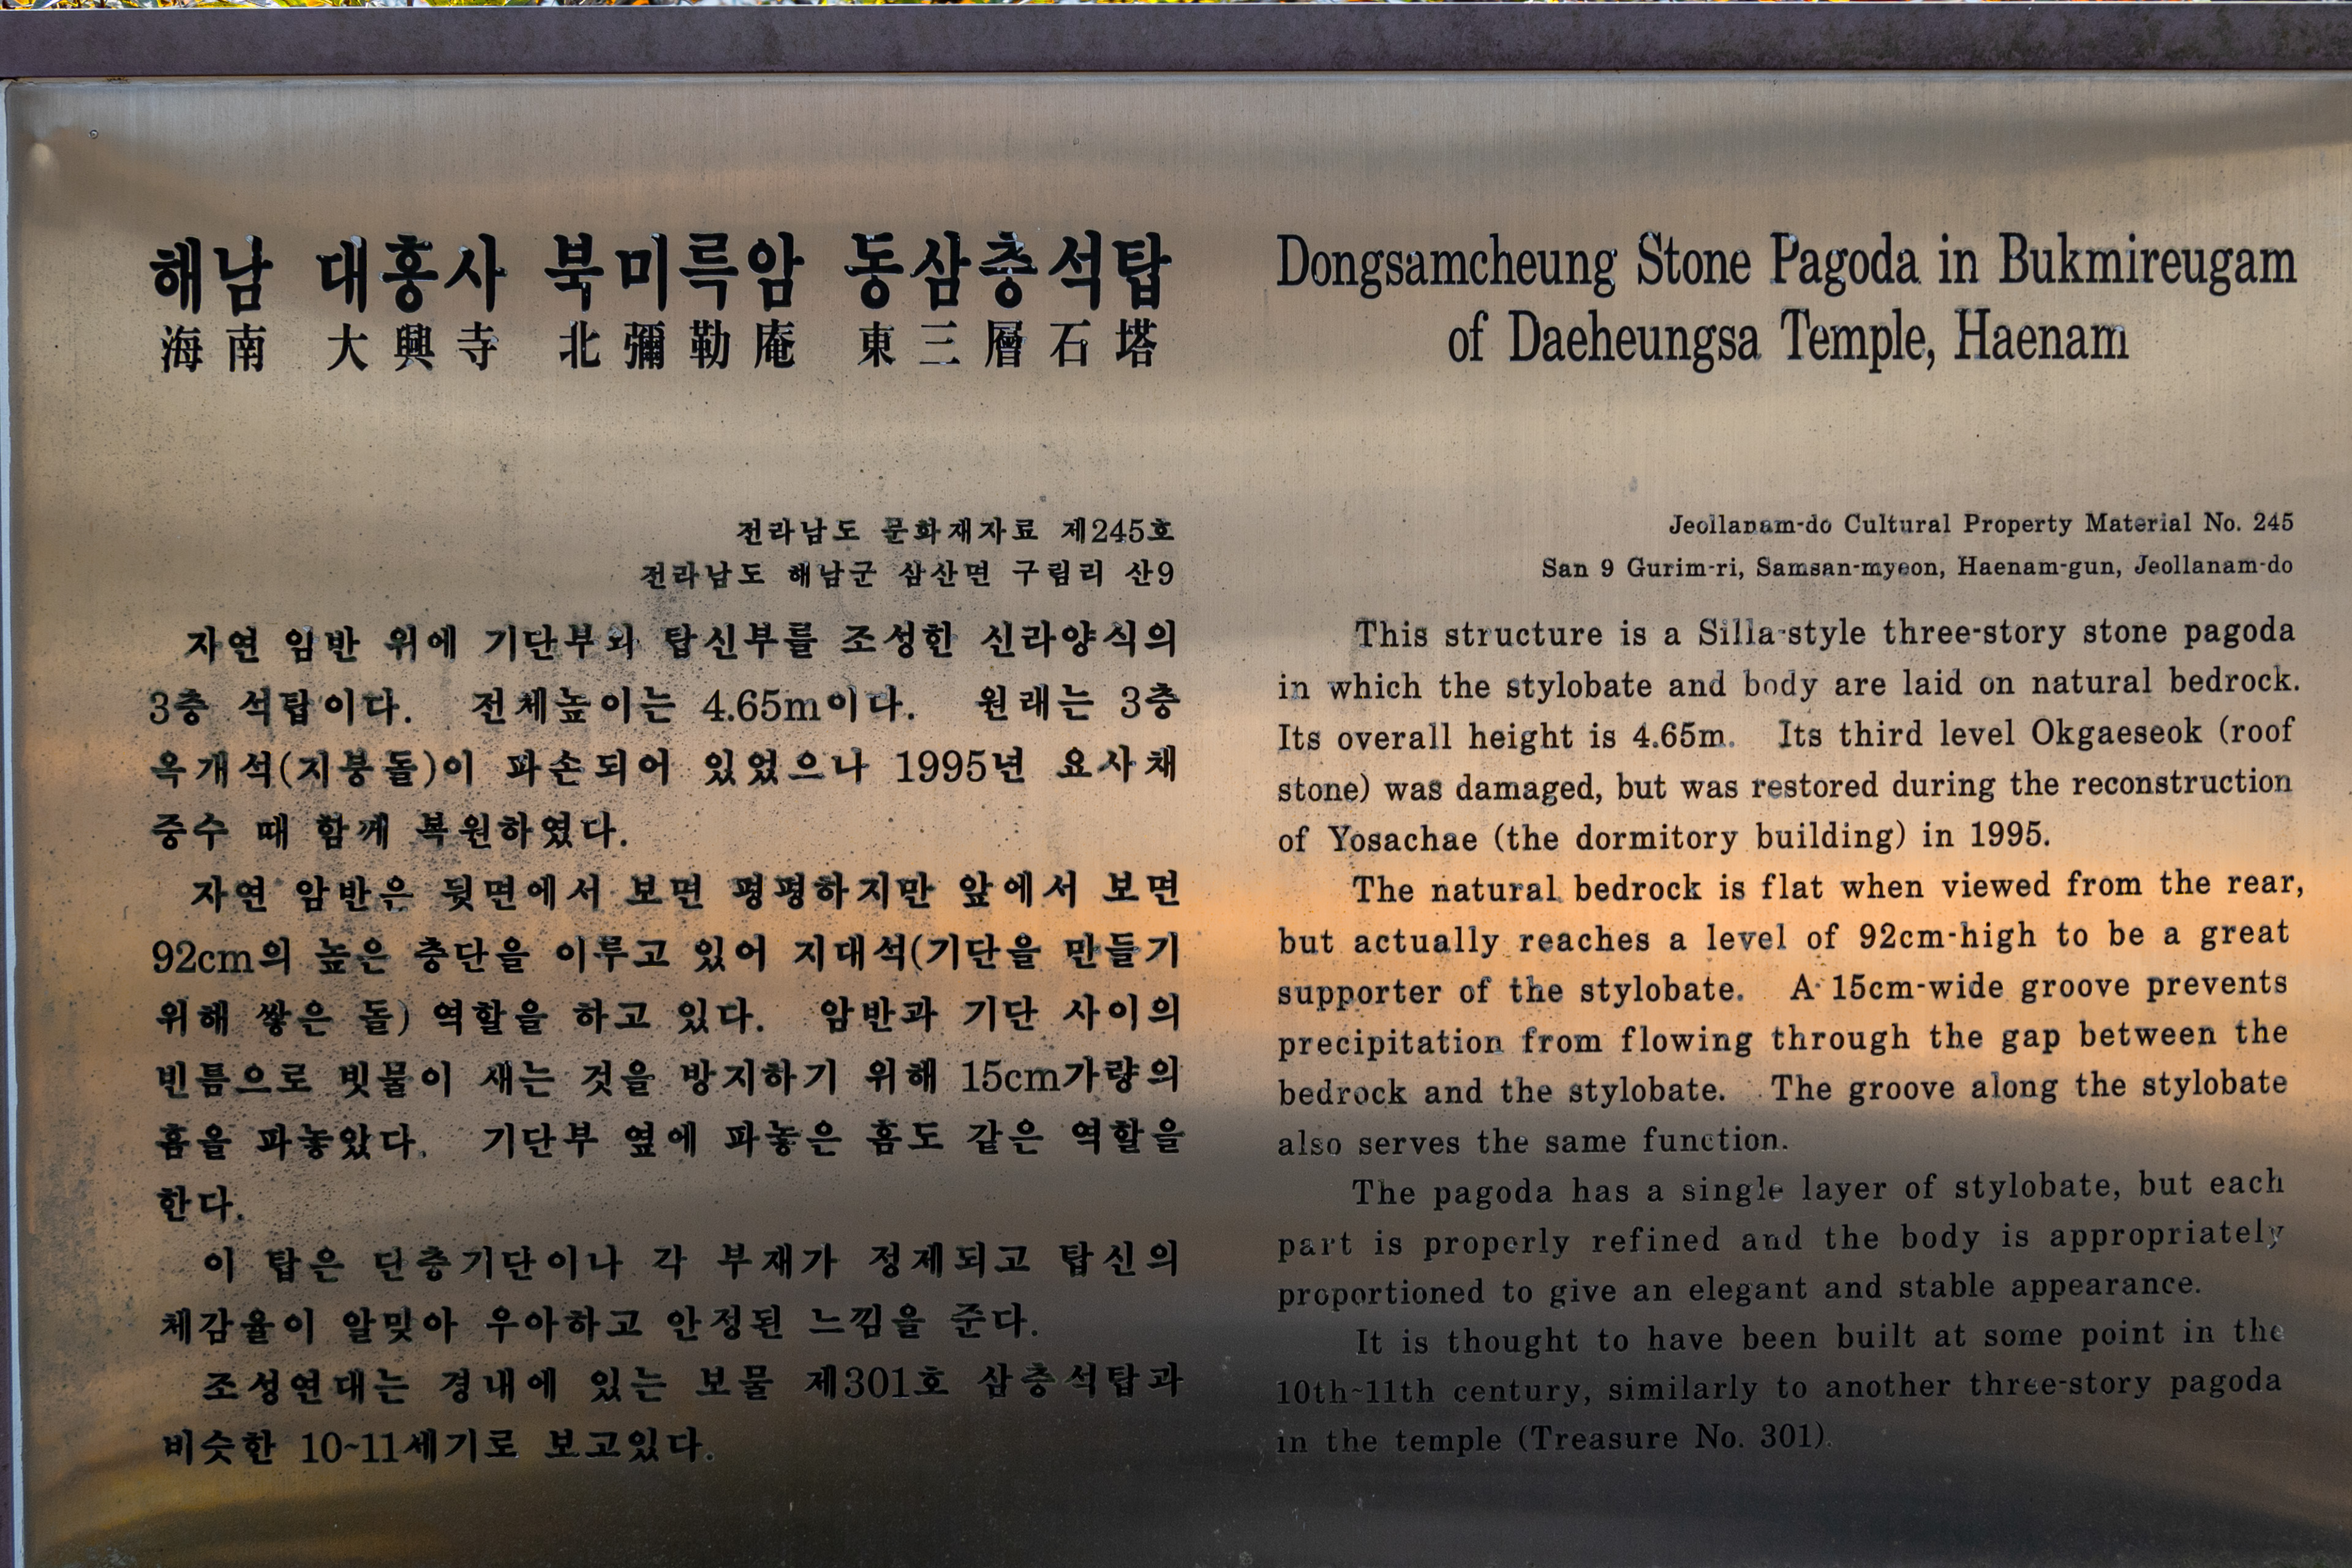 해남 대흥사 북미륵암 동삼층석탑
海南 大興寺 北彌勒庵 東三層石塔
전라남도 문화재자료 제245호
전라남도 해남군 삼산면 구림리 산9
자연 암반 위에 기단부와 탑신부를 조성한 신라양식의
3층 석탑이다. 전체높이는 4.65m이다. 원래는 3층
옥개석(지붕돌)이 파손되어 있었으나 1995년 요사채
중수 때 함께 복원하였다.
자연 암반은 뒷면에서 보면 평평하지만 앞에서 보면
92cm의 높은 층단을 이루고 있어 지대석(기단을 만들기
위해 쌓은 돌) 역할을 하고 있다. 암반과 기단 사이의
빈틈으로 빗물이 새는 것을 방지하기 위해 15cm가량의
홈을 파놓았다. 기단부 옆에 파놓은 홈도 같은 역할을
한다.
이 탑은 단층기단이나 각 부재가 정제되고 탑신의
체감율이 알맞아 우아하고 안정된 느낌을 준다.
조성연대는 경내에 있는 보물 제301호 삼층석탑과
비슷한 10~11세기로 보고있다.
Dongsamcheung Stone Pagoda in Bukmireugam
of Daeheungsa Temple, Haenam
Jeollanam-do Cultural Property Material No. 245
San 9 Gurim-ri, Samsan-myeon, Haenam-gun, Jeollanam-do
This structure is a Silla-style three-story stone pagoda
in which the stylobate and body are laid on natural bedrock.
Its overall height is 4.65m. Its third level Okgaeseok (roof
stone) was damaged, but was restored during the reconstruction
of Yosachae (the dormitory building) in 1995.
The natural bedrock is flat when viewed from the rear,
but actually reaches a level of 92cm-high to be a great
supporter of the stylobate. A 15cm-wide groove prevents
precipitation from flowing through the gap between the
bedrock and the stylobate. The groove along the stylobate
also serves the same function.
The pagoda has a single layer of stylobate, but each
part is properly refined and the body is appropriately
proportioned to give an elegant and stable appearance.
It is thought to have been built at some point in the
10th~11th century, similarly to another three-story pagoda
in the temple (Treasure No. 301).